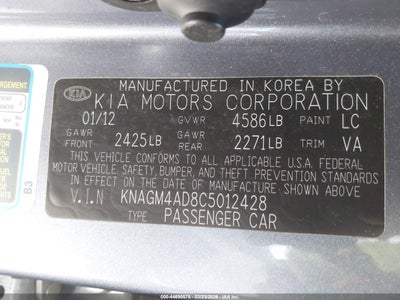 MANUFACTURED IN KOREA BY
KIA KIA MOTORS CORPORATION
01/12 GVWR 4586LB PAINT LC
GAWR FRONT 2425LB GAWR REAR 2271LB TRIM VA
THIS VEHICLE CONFORMS TO ALL APPLICABLE U.S.A. FEDERAL
MOTOR VEHICLE SAFETY, BUMPER, AND THEFT PREVENTION STANDARDS
IN EFFECT ON THE DATE OF MANUFACTURE SHOWN ABOVE
V.I.N KNAGM4AD8C5012428
TYPE PASSENGER CAR
B3